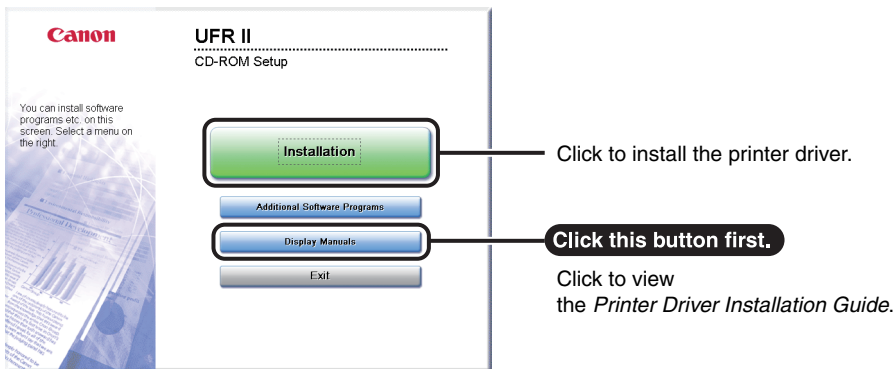 Canon
UFR II
CD-ROM Setup
You can install software
programs etc. on this
screen. Select a menu on
the right.
Installation
Click to install the printer driver.
Additional Software Programs
Display Manuals
Click this button first.
Exit
Click to view
the Printer Driver Installation Guide.